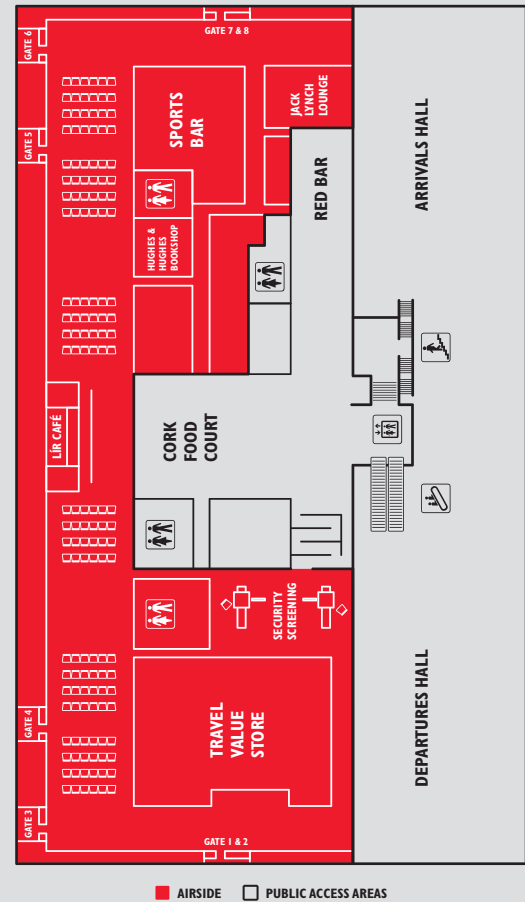 GATE 7 & 8
GATE 6
GATE 5
SPORTS
BAR
JACK
LYNCH
LOUNGE
RED BAR
ARRIVALS HALL
HUGHES &
HUGHES
BOOKSHOP
LÍR CAFÉ
CORK
FOOD
COURT
SECURITY
SCREENING
TRAVEL
VALUE
STORE
DEPARTURES HALL
GATE 4
GATE 3
GATE 1 & 2
AIRSIDE
PUBLIC ACCESS AREAS